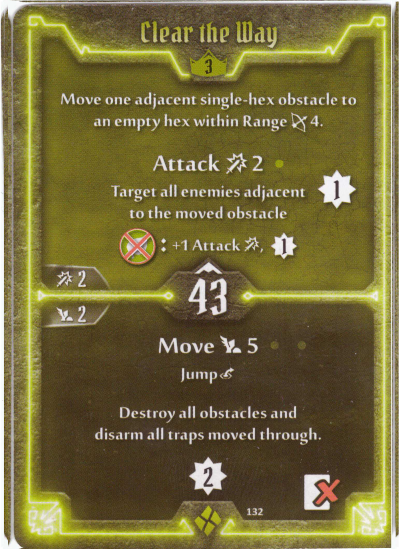 Clear the Way
3
Move one adjacent single-hex obstacle to
an empty hex within Range 4.
Attack 2
Target all enemies adjacent
to the moved obstacle
1
: +1 Attack , 1
2
43
2
Move 5
Jump
Destroy all obstacles and
disarm all traps moved through.
2
132